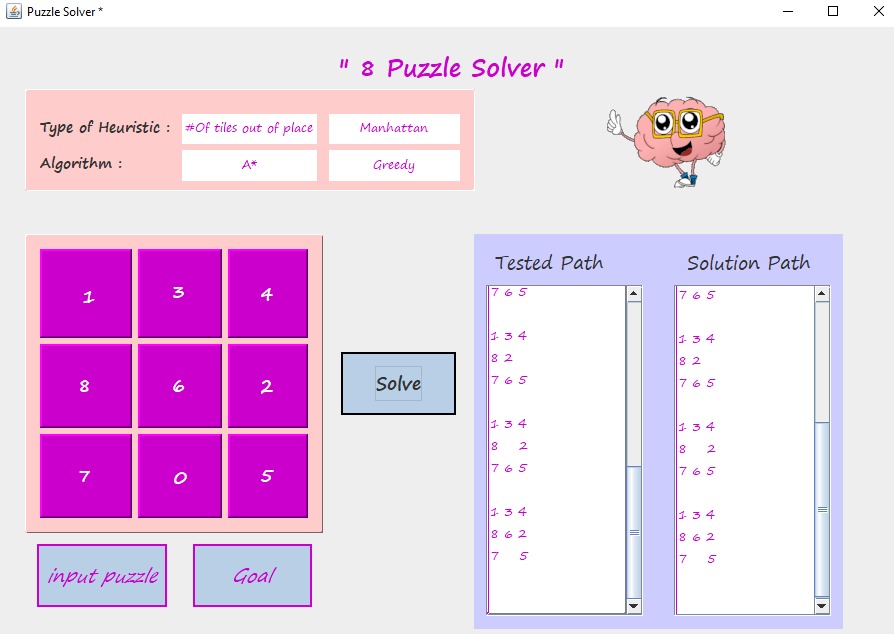 Puzzle Solver *
" 8 Puzzle Solver "
Type of Heuristic : #Of tiles out of place Manhattan
Algorithm : A* Greedy
1 3 4
8 6 2
7 0 5
input puzzle Goal
Solve
Tested Path
7 6 5
1 3 4
8 2
7 6 5
1 3 4
8 2
7 6 5
1 3 4
8 6 2
7 5
Solution Path
7 6 5
1 3 4
8 2
7 6 5
1 3 4
8 2
7 6 5
1 3 4
8 6 2
7 5